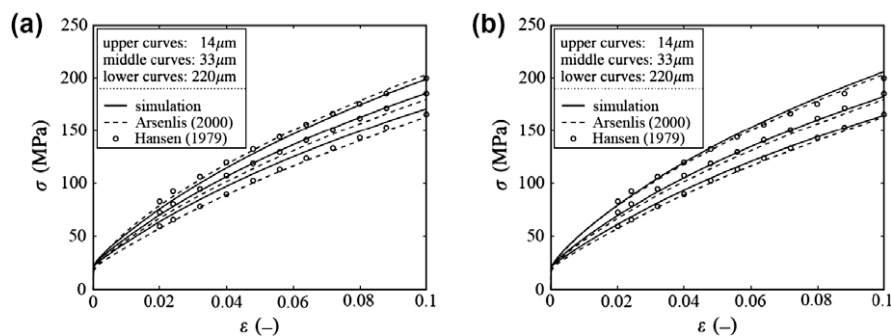 (a)
250
200
150
100
50
0
σ (MPa)
upper curves: 14μm
middle curves: 33μm
lower curves: 220μm
simulation
Arsenlis (2000)
Hansen (1979)
0
0.02
0.04
0.06
0.08
0.1
ε (–)
(b)
250
200
150
100
50
0
σ (MPa)
upper curves: 14μm
middle curves: 33μm
lower curves: 220μm
simulation
Arsenlis (2000)
Hansen (1979)
0
0.02
0.04
0.06
0.08
0.1
ε (–)